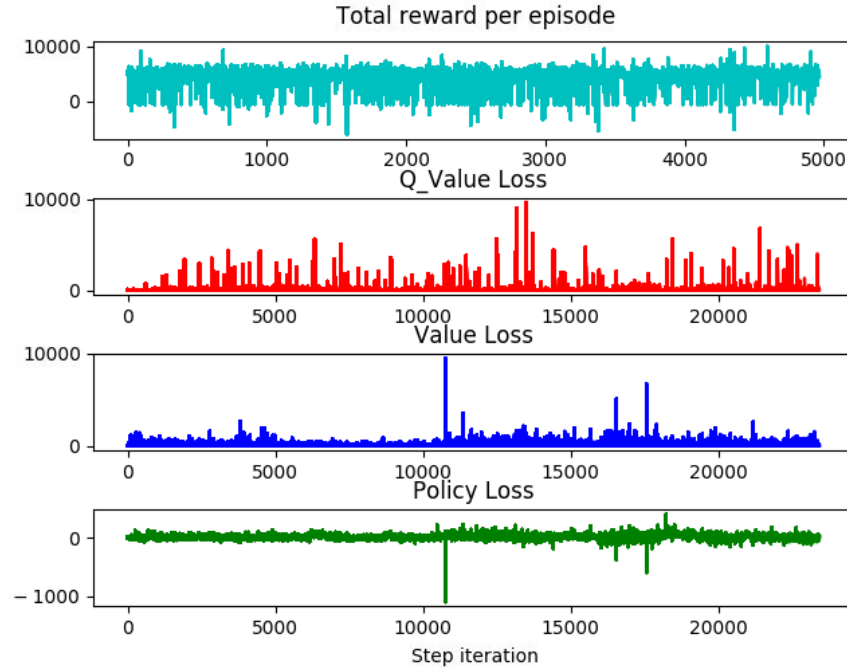 Total reward per episode
10000
0
0 1000 2000 3000 4000 5000
Q_Value Loss
10000
0
0 5000 10000 15000 20000
Value Loss
10000
0
0 5000 10000 15000 20000
Policy Loss
0
−1000
0 5000 10000 15000 20000
Step iteration